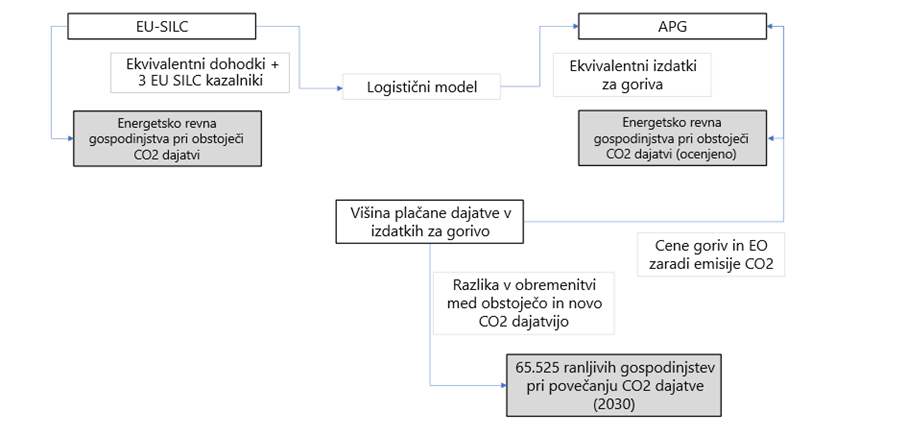 EU-SILC
APG
Ekvivalentni dohodki +
3 EU SILC kazalniki
Logistični model
Ekvivalentni izdatki
za goriva
Energetsko revna
gospodinjstva pri obstoječi
CO2 dajatvi
Energetsko revna
gospodinjstva pri obstoječi
CO2 dajatvi (ocenjeno)
Višina plačane dajatve v
izdatkih za gorivo
Cene goriv in EO
zaradi emisije CO2
Razlika v obremenitvi
med obstoječo in novo
CO2 dajatvijo
65.525 ranljivih gospodinjstev
pri povečanju CO2 dajatve
(2030)